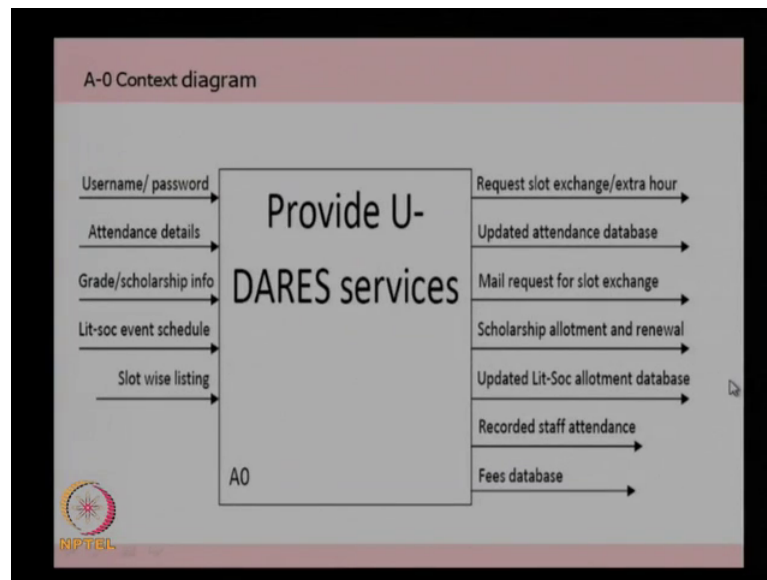 A-0 Context diagram
Username/ password
Attendance details
Grade/scholarship info
Lit-soc event schedule
Slot wise listing
Provide U-
DARES services
A0
Request slot exchange/extra hour
Updated attendance database
Mail request for slot exchange
Scholarship allotment and renewal
Updated Lit-Soc allotment database
Recorded staff attendance
Fees database
NPTEL